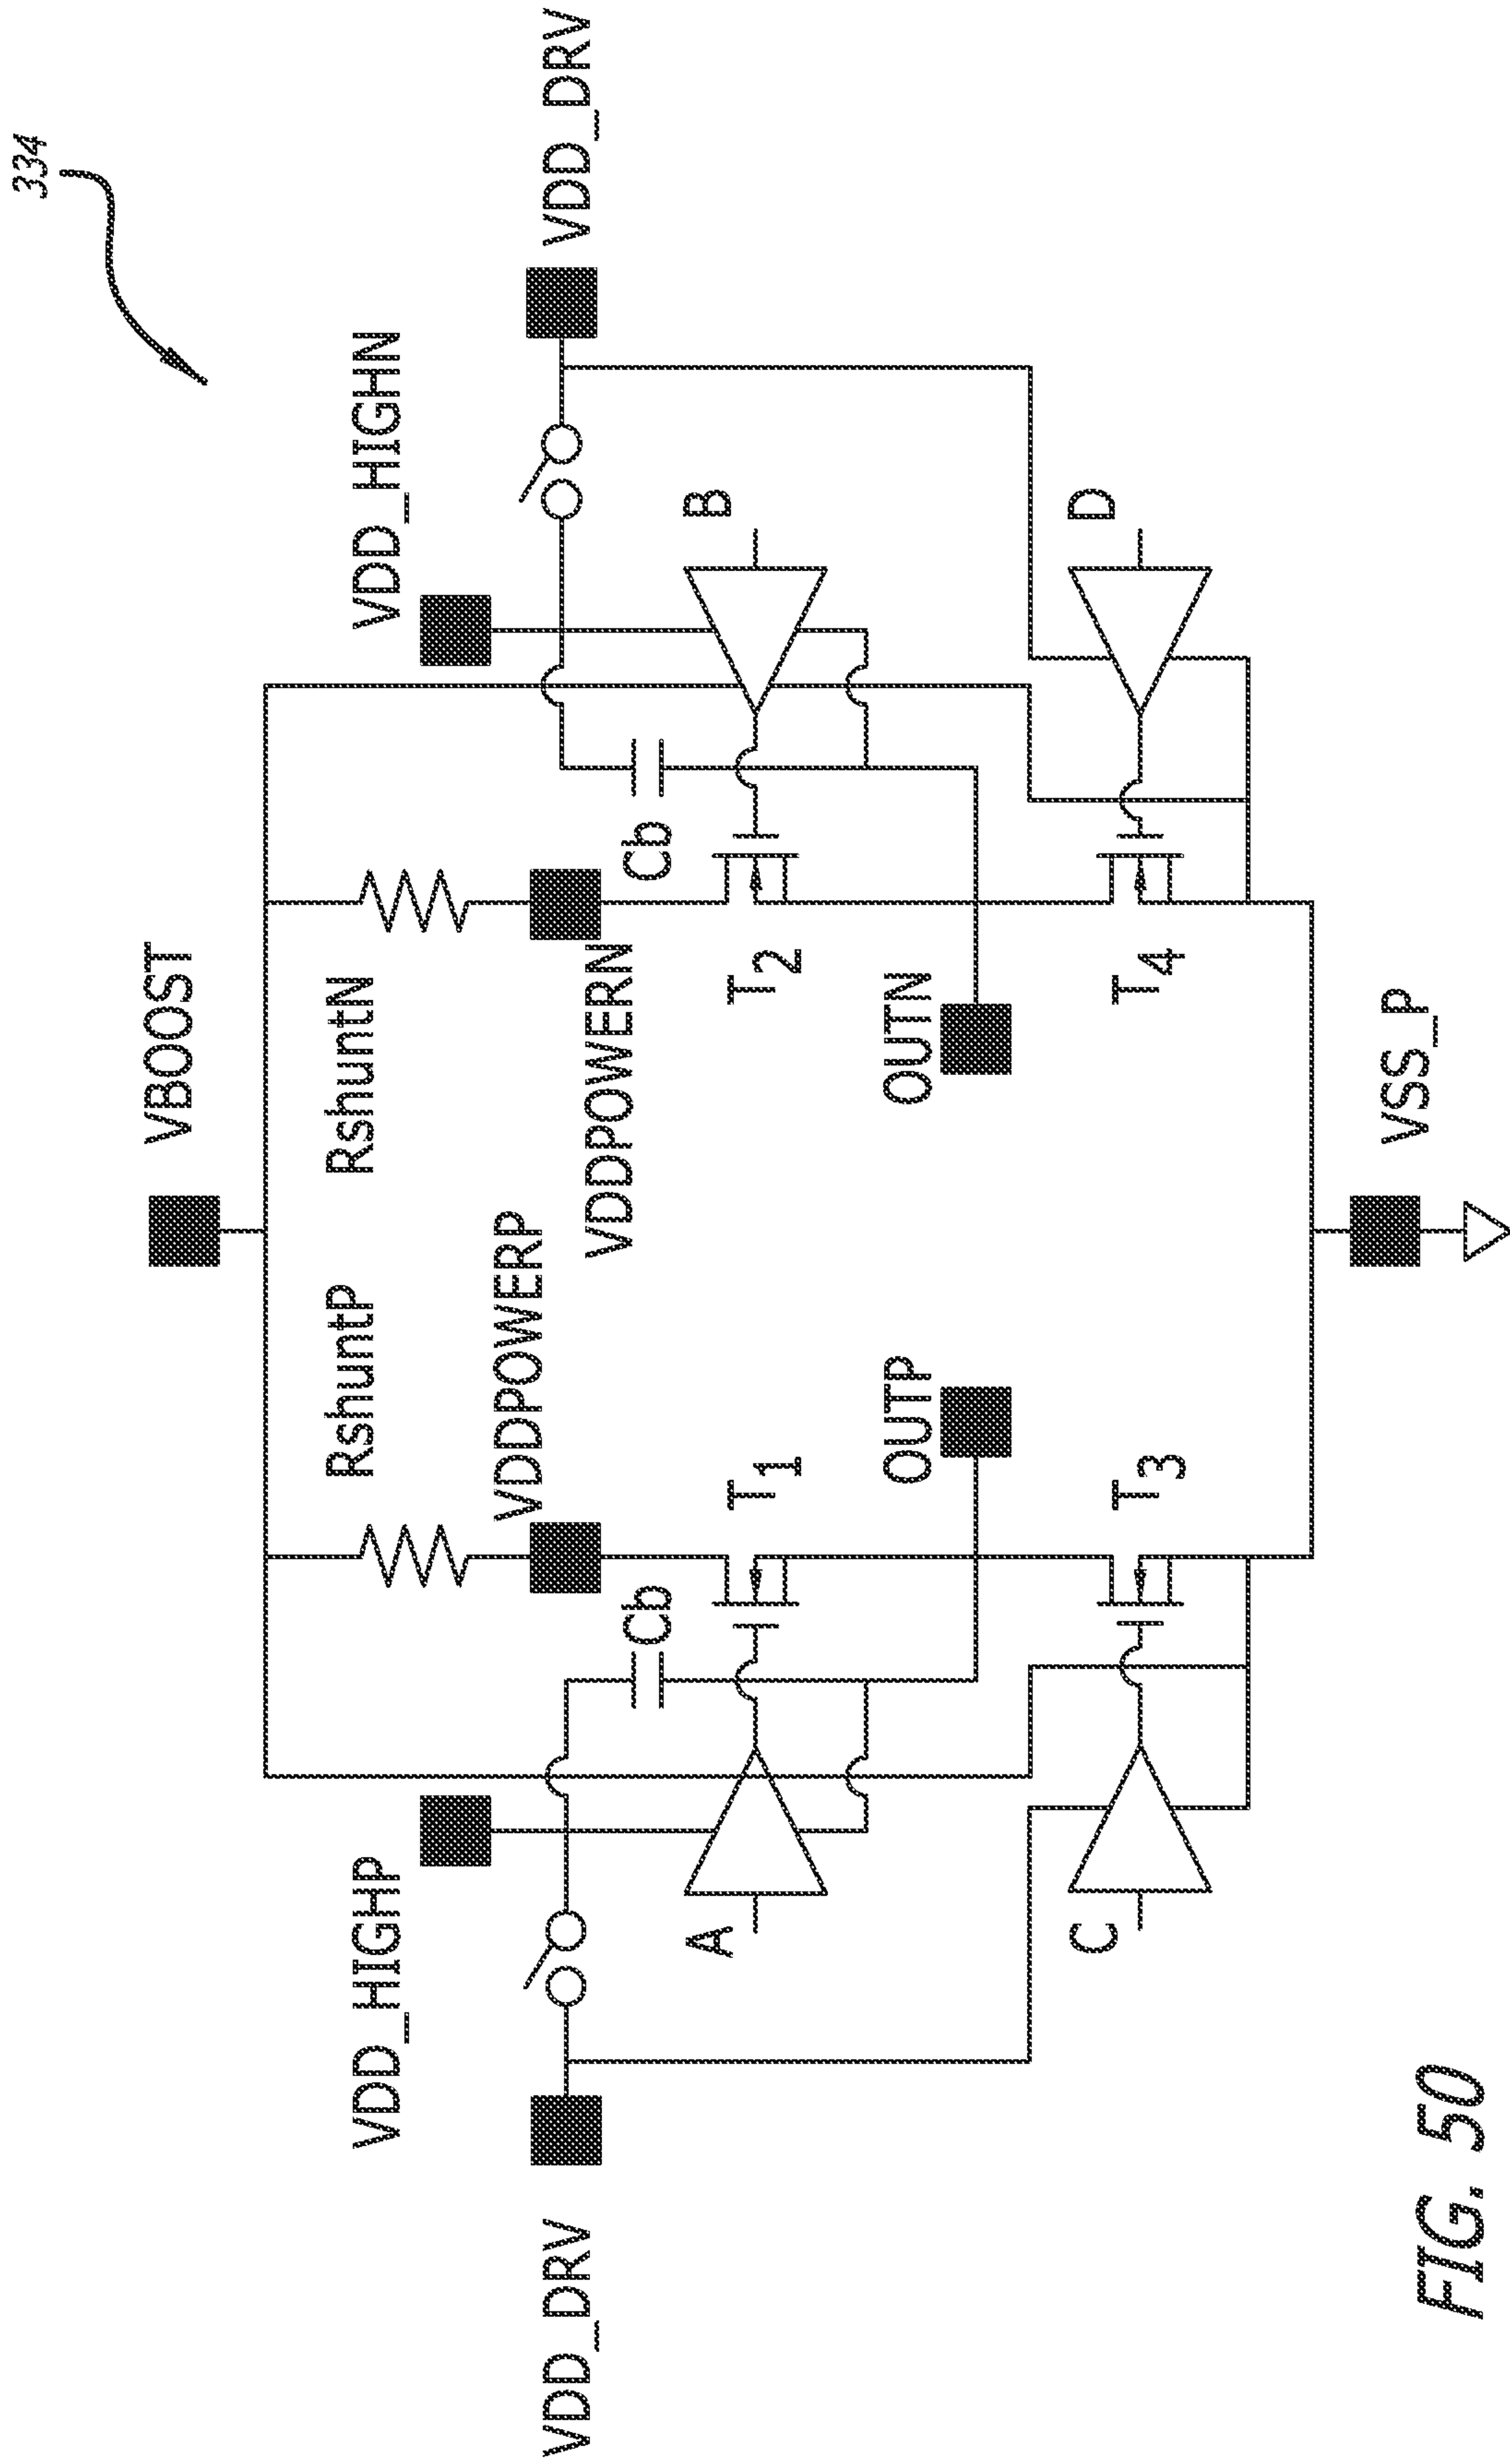 334
VBOOST
RshuntP
RshuntN
VDD_HIGHP
VDD_HIGHN
VDDPOWERP
VDD_DRV
VDD_DRV
VDDPOWERN
Cb
Cb
A
T1
T2
B
OUTP
OUTN
C
T3
T4
D
VSS_P
FIG. 50